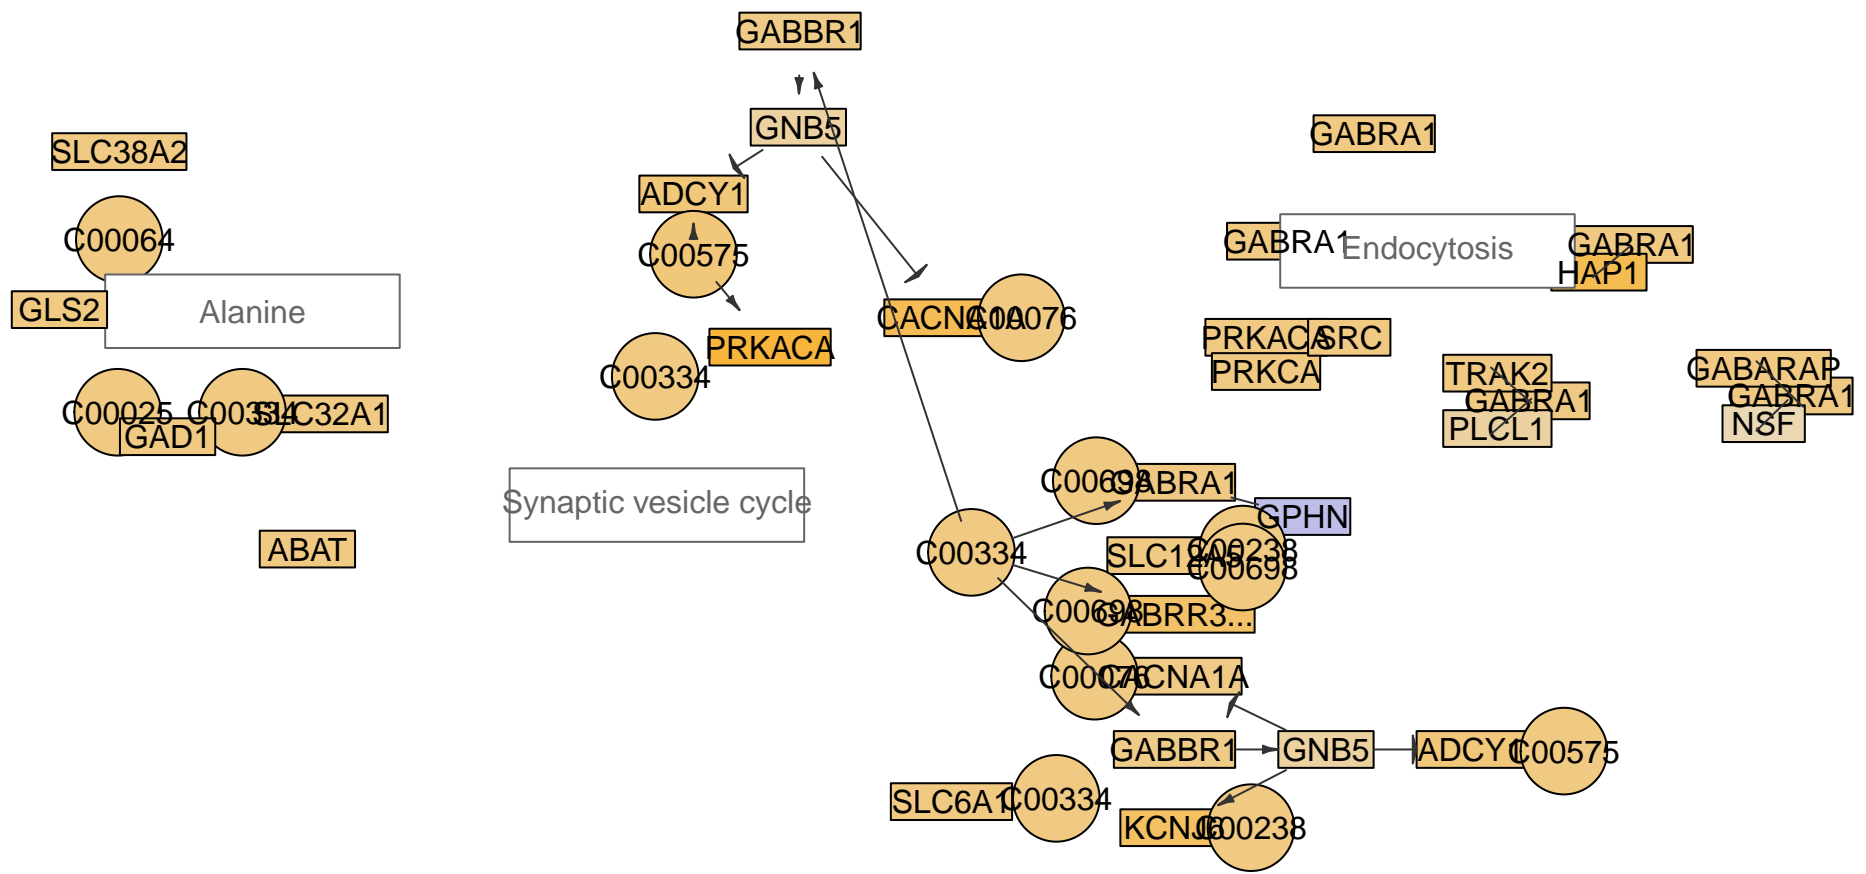 GABBR1
GNB5
SLC38A2
GABRA1
ADCY1
C00064
C00575
GABRA1
Endocytosis
GABRA1
HAP1
GLS2
Alanine
CACNA1A
C00076
PRKACA
C00334
PRKACA
SRC
PRKCA
TRAK2
GABRA1
PLCL1
GABARAP
GABRA1
NSF
C00025
C00334
SLC32A1
GAD1
Synaptic vesicle cycle
ABAT
C00698
GABRA1
GPHN
C00334
SLC12A5
C00238
C00698
C00698
GABRR3...
C00076
CACNA1A
GABBR1
GNB5
ADCY1
C00575
SLC6A1
C00334
KCNJ6
C00238